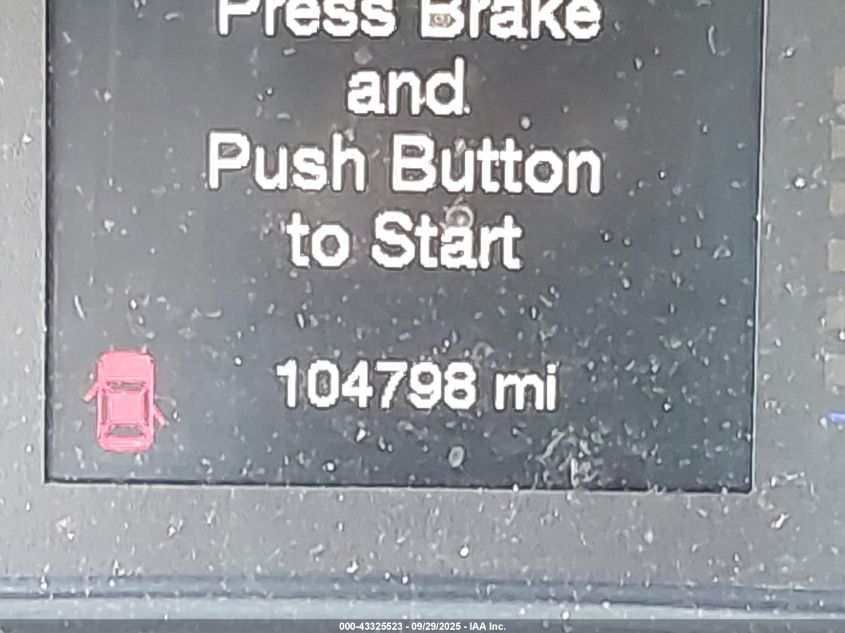 Press Brake
and
Push Button
to Start
104798 mi
000-43325523 - 09/29/2025 - IAA Inc.